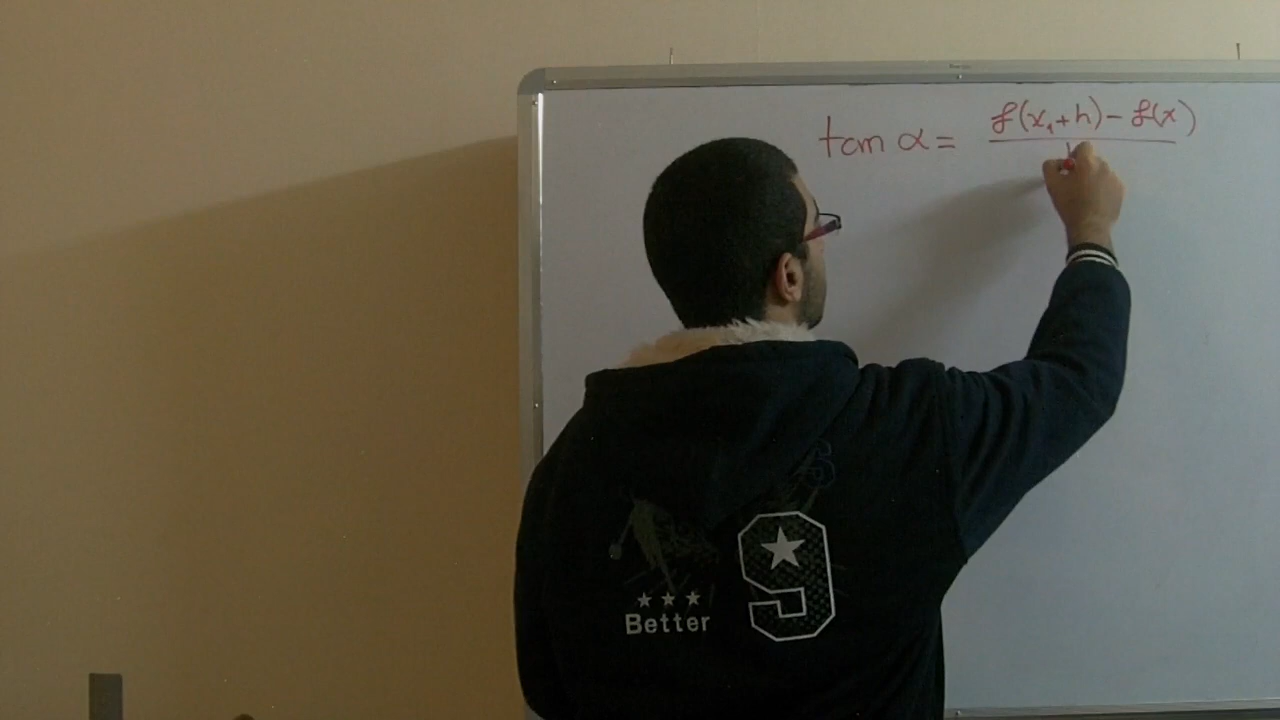 tan α = f(x₁+h) - f(x)
9
Better